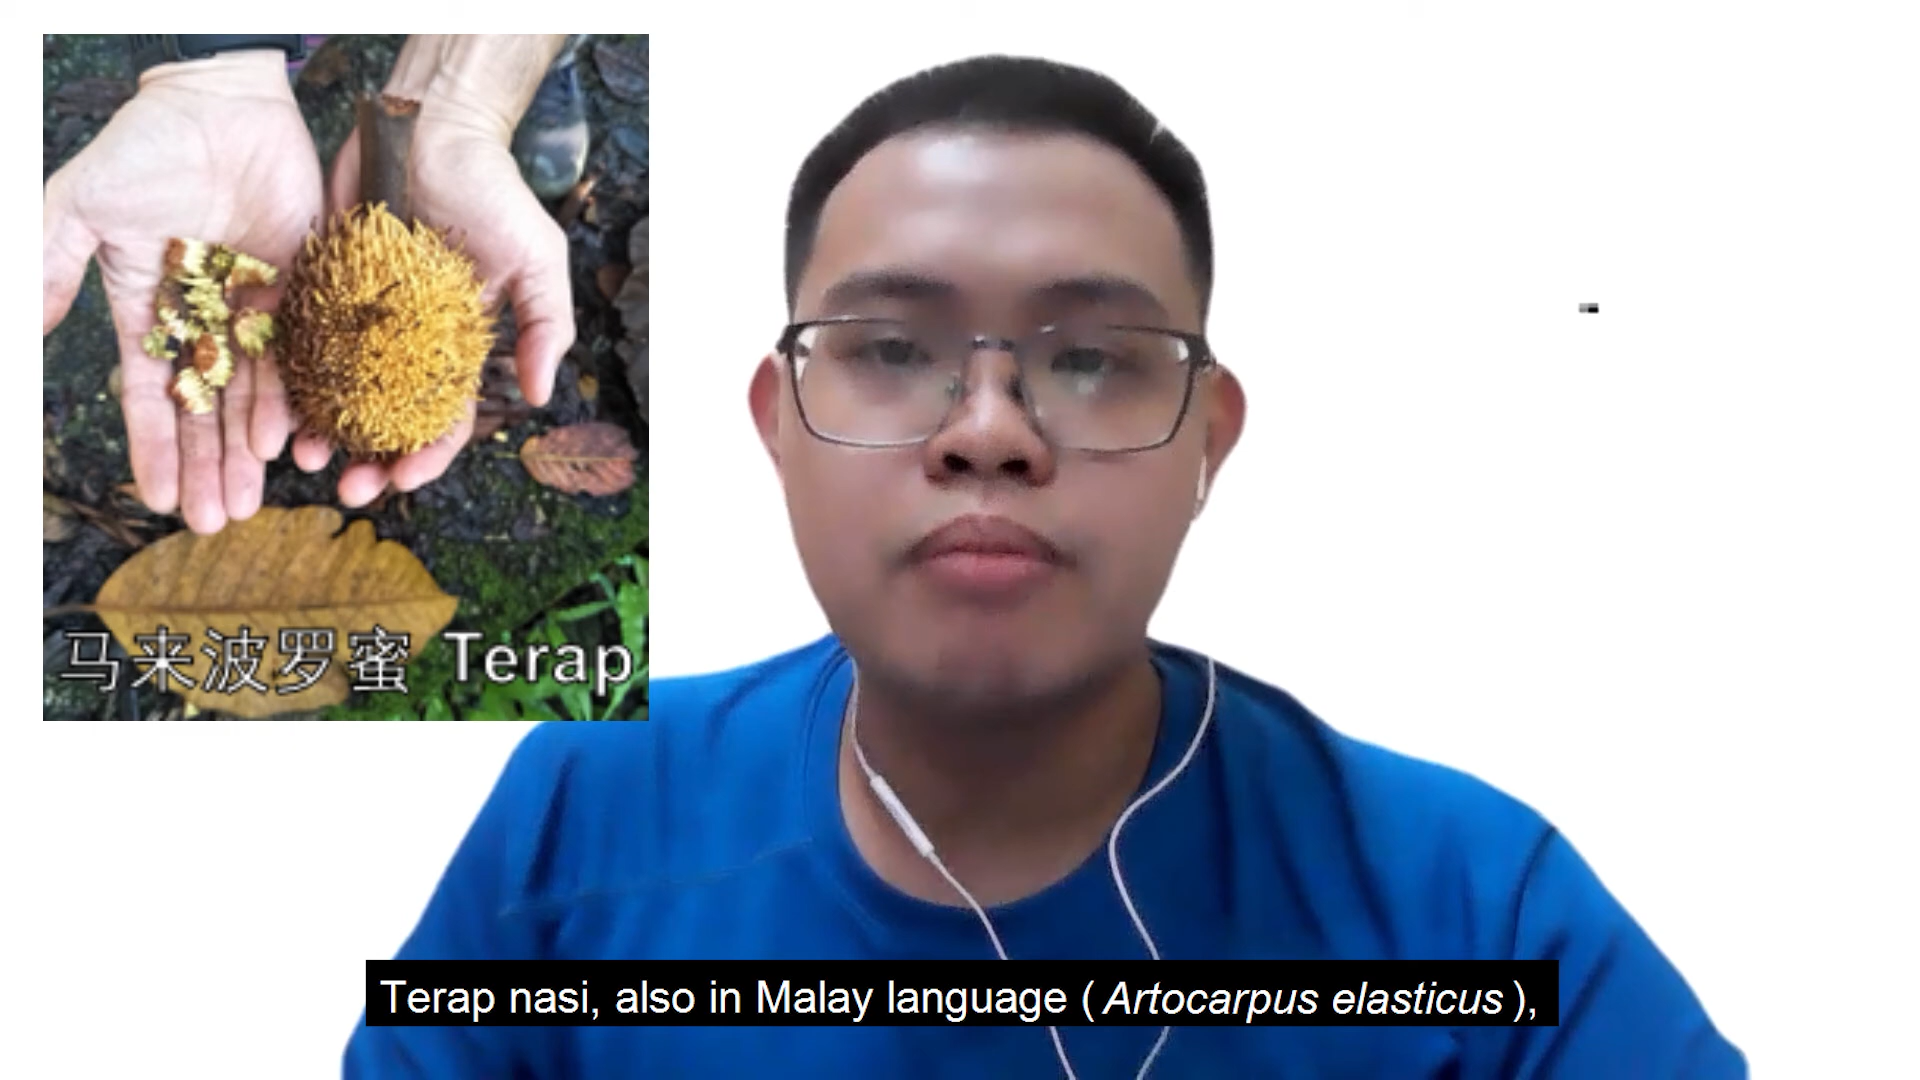 马来波罗蜜 Terap
Terap nasi, also in Malay language (Artocarpus elasticus),